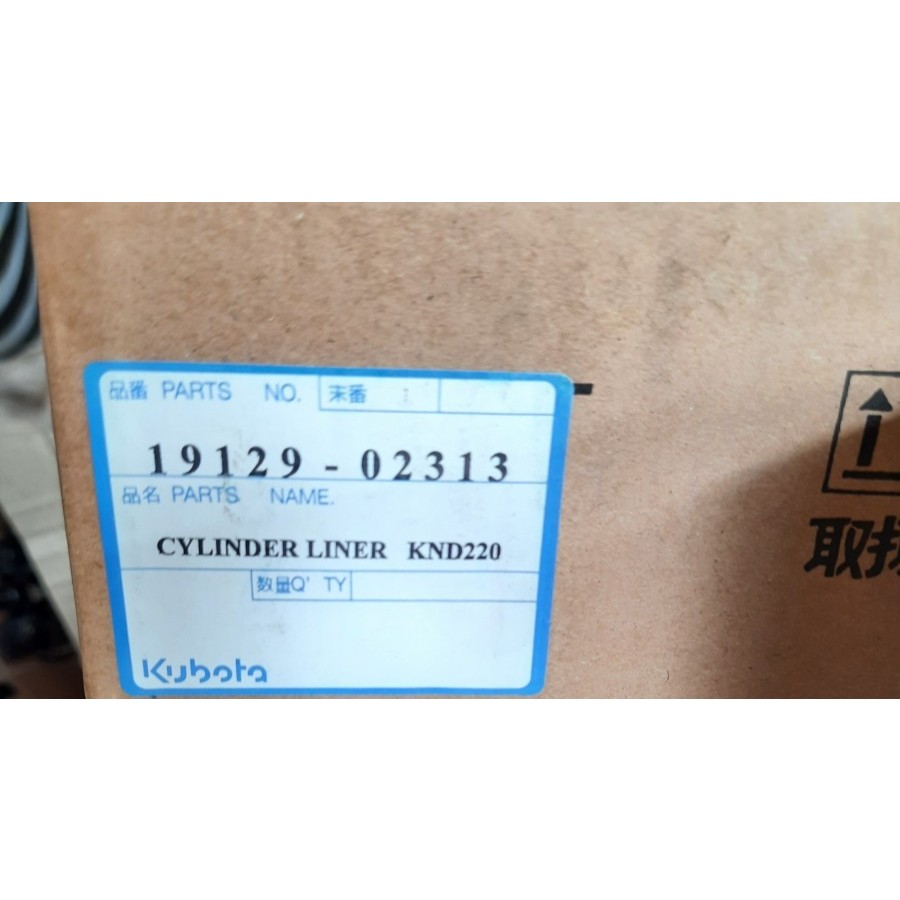 品番 PARTS NO. 末番
19129-02313
品名 PARTS NAME.
CYLINDER LINER KND220
数量Q'TY
Kubota
取扱